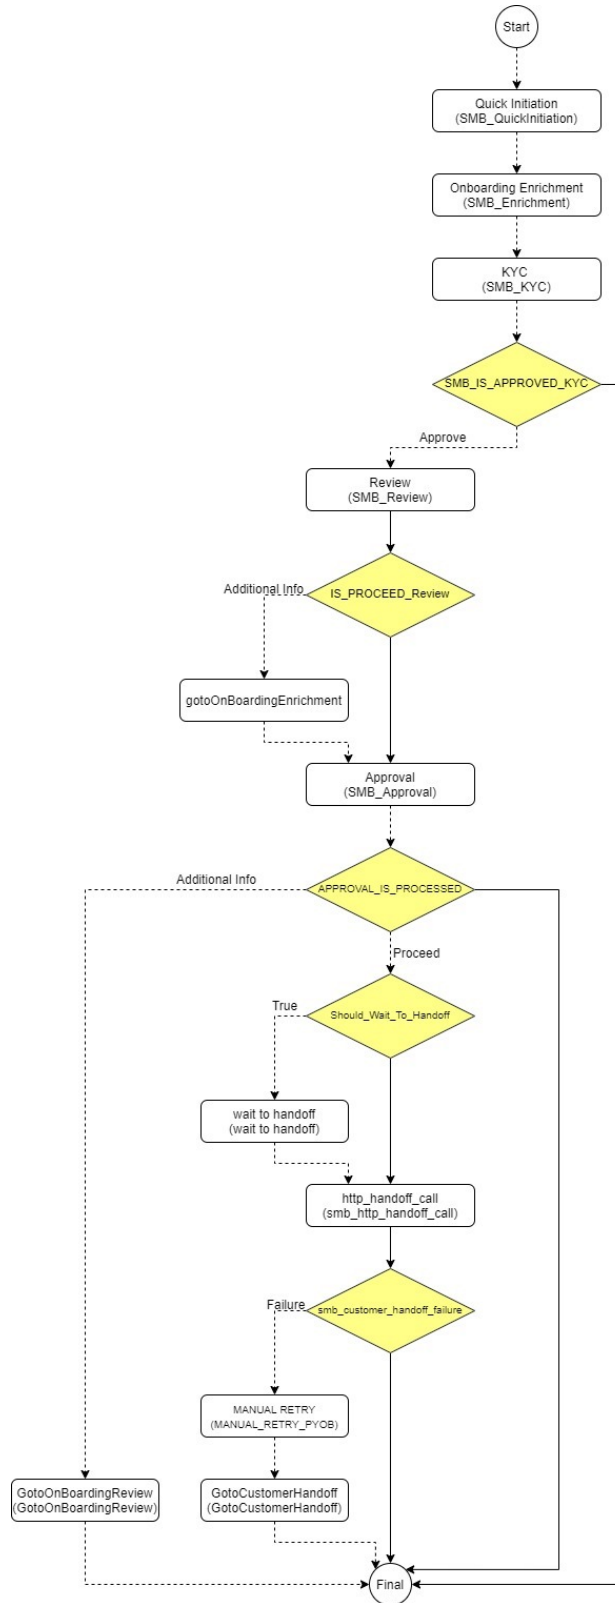 Start
Quick Initiation
(SMB_QuickInitiation)
Onboarding Enrichment
(SMB_Enrichment)
KYC
(SMB_KYC)
SMB_IS_APPROVED_KYC
Approve
Review
(SMB_Review)
Additional Info
IS_PROCEED_Review
gotoOnBoardingEnrichment
Approval
(SMB_Approval)
Additional Info
APPROVAL_IS_PROCESSED
Proceed
True
Should_Wait_To_Handoff
wait to handoff
(wait to handoff)
http_handoff_call
(smb_http_handoff_call)
Failure
smb_customer_handoff_failure
MANUAL RETRY
(MANUAL_RETRY_PYOB)
GotoOnBoardingReview
(GotoOnBoardingReview)
GotoCustomerHandoff
(GotoCustomerHandoff)
Final